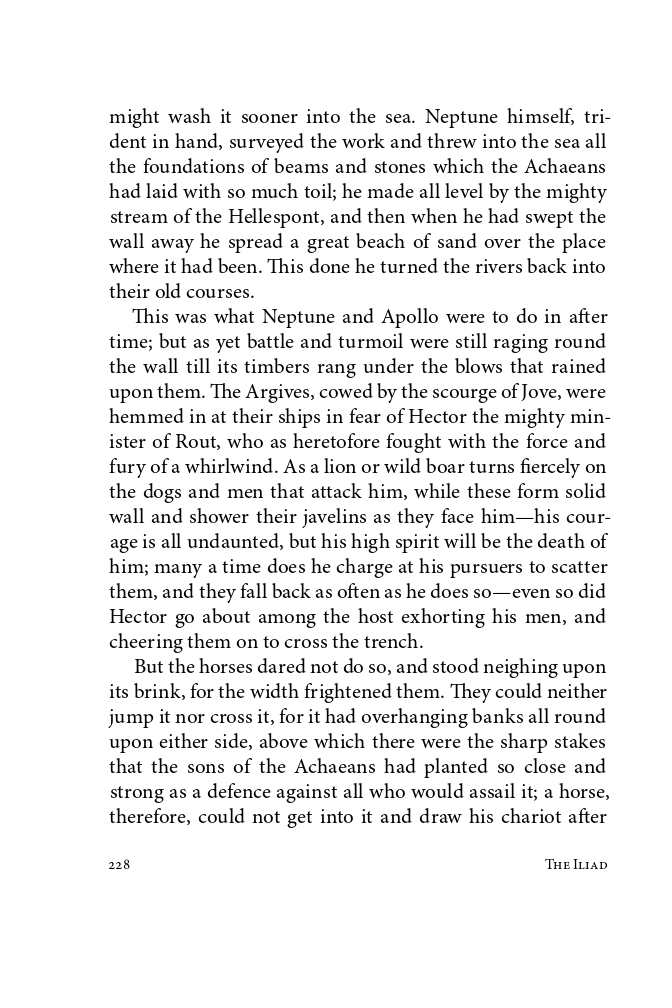 might wash it sooner into the sea. Neptune himself, tri-
dent in hand, surveyed the work and threw into the sea all
the foundations of beams and stones which the Achaeans
had laid with so much toil; he made all level by the mighty
stream of the Hellespont, and then when he had swept the
wall away he spread a great beach of sand over the place
where it had been. This done he turned the rivers back into
their old courses.
This was what Neptune and Apollo were to do in after
time; but as yet battle and turmoil were still raging round
the wall till its timbers rang under the blows that rained
upon them. The Argives, cowed by the scourge of Jove, were
hemmed in at their ships in fear of Hector the mighty min-
ister of Rout, who as heretofore fought with the force and
fury of a whirlwind. As a lion or wild boar turns fiercely on
the dogs and men that attack him, while these form solid
wall and shower their javelins as they face him—his cour-
age is all undaunted, but his high spirit will be the death of
him; many a time does he charge at his pursuers to scatter
them, and they fall back as often as he does so—even so did
Hector go about among the host exhorting his men, and
cheering them on to cross the trench.
But the horses dared not do so, and stood neighing upon
its brink, for the width frightened them. They could neither
jump it nor cross it, for it had overhanging banks all round
upon either side, above which there were the sharp stakes
that the sons of the Achaeans had planted so close and
strong as a defence against all who would assail it; a horse,
therefore, could not get into it and draw his chariot after
228 The Iliad